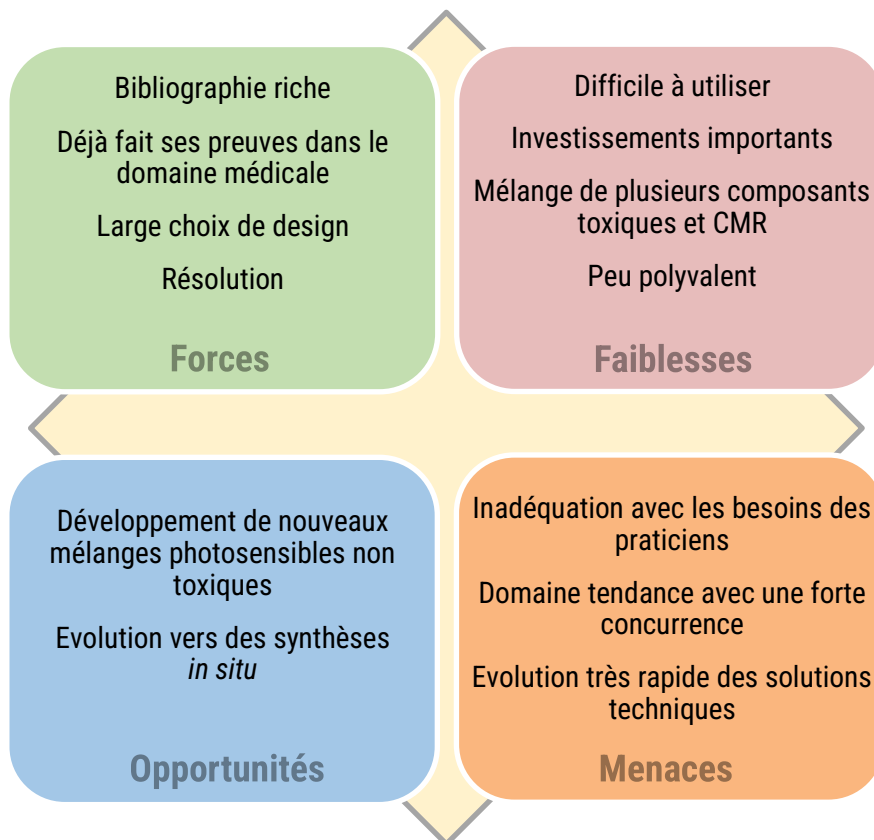 Bibliographie riche
Déjà fait ses preuves dans le
domaine médicale
Large choix de design
Résolution
Forces
Difficile à utiliser
Investissements importants
Mélange de plusieurs composants
toxiques et CMR
Peu polyvalent
Faiblesses
Développement de nouveaux
mélanges photosensibles non
toxiques
Evolution vers des synthèses
in situ
Opportunités
Inadéquation avec les besoins des
praticiens
Domaine tendance avec une forte
concurrence
Evolution très rapide des solutions
techniques
Menaces